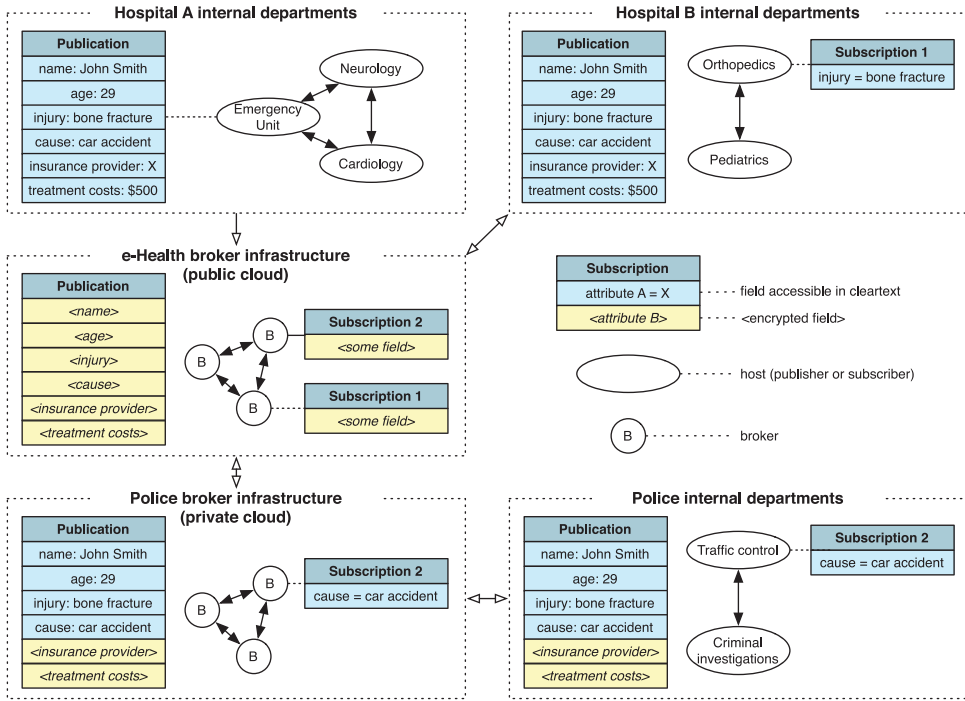 Hospital A internal departments
Publication
name: John Smith
age: 29
injury: bone fracture
cause: car accident
insurance provider: X
treatment costs: $500
Neurology
Emergency
Unit
Cardiology
Hospital B internal departments
Publication
name: John Smith
age: 29
injury: bone fracture
cause: car accident
insurance provider: X
treatment costs: $500
Orthopedics
Pediatrics
Subscription 1
injury = bone fracture
e-Health broker infrastructure
(public cloud)
Publication
<name>
<age>
<injury>
<cause>
<insurance provider>
<treatment costs>
B
B
B
Subscription 2
<some field>
Subscription 1
<some field>
Subscription
attribute A = X
<attribute B>
field accessible in cleartext
<encrypted field>
host (publisher or subscriber)
B
broker
Police broker infrastructure
(private cloud)
Publication
name: John Smith
age: 29
injury: bone fracture
cause: car accident
<insurance provider>
<treatment costs>
B
B
B
Subscription 2
cause = car accident
Police internal departments
Publication
name: John Smith
age: 29
injury: bone fracture
cause: car accident
<insurance provider>
<treatment costs>
Traffic control
Criminal
investigations
Subscription 2
cause = car accident